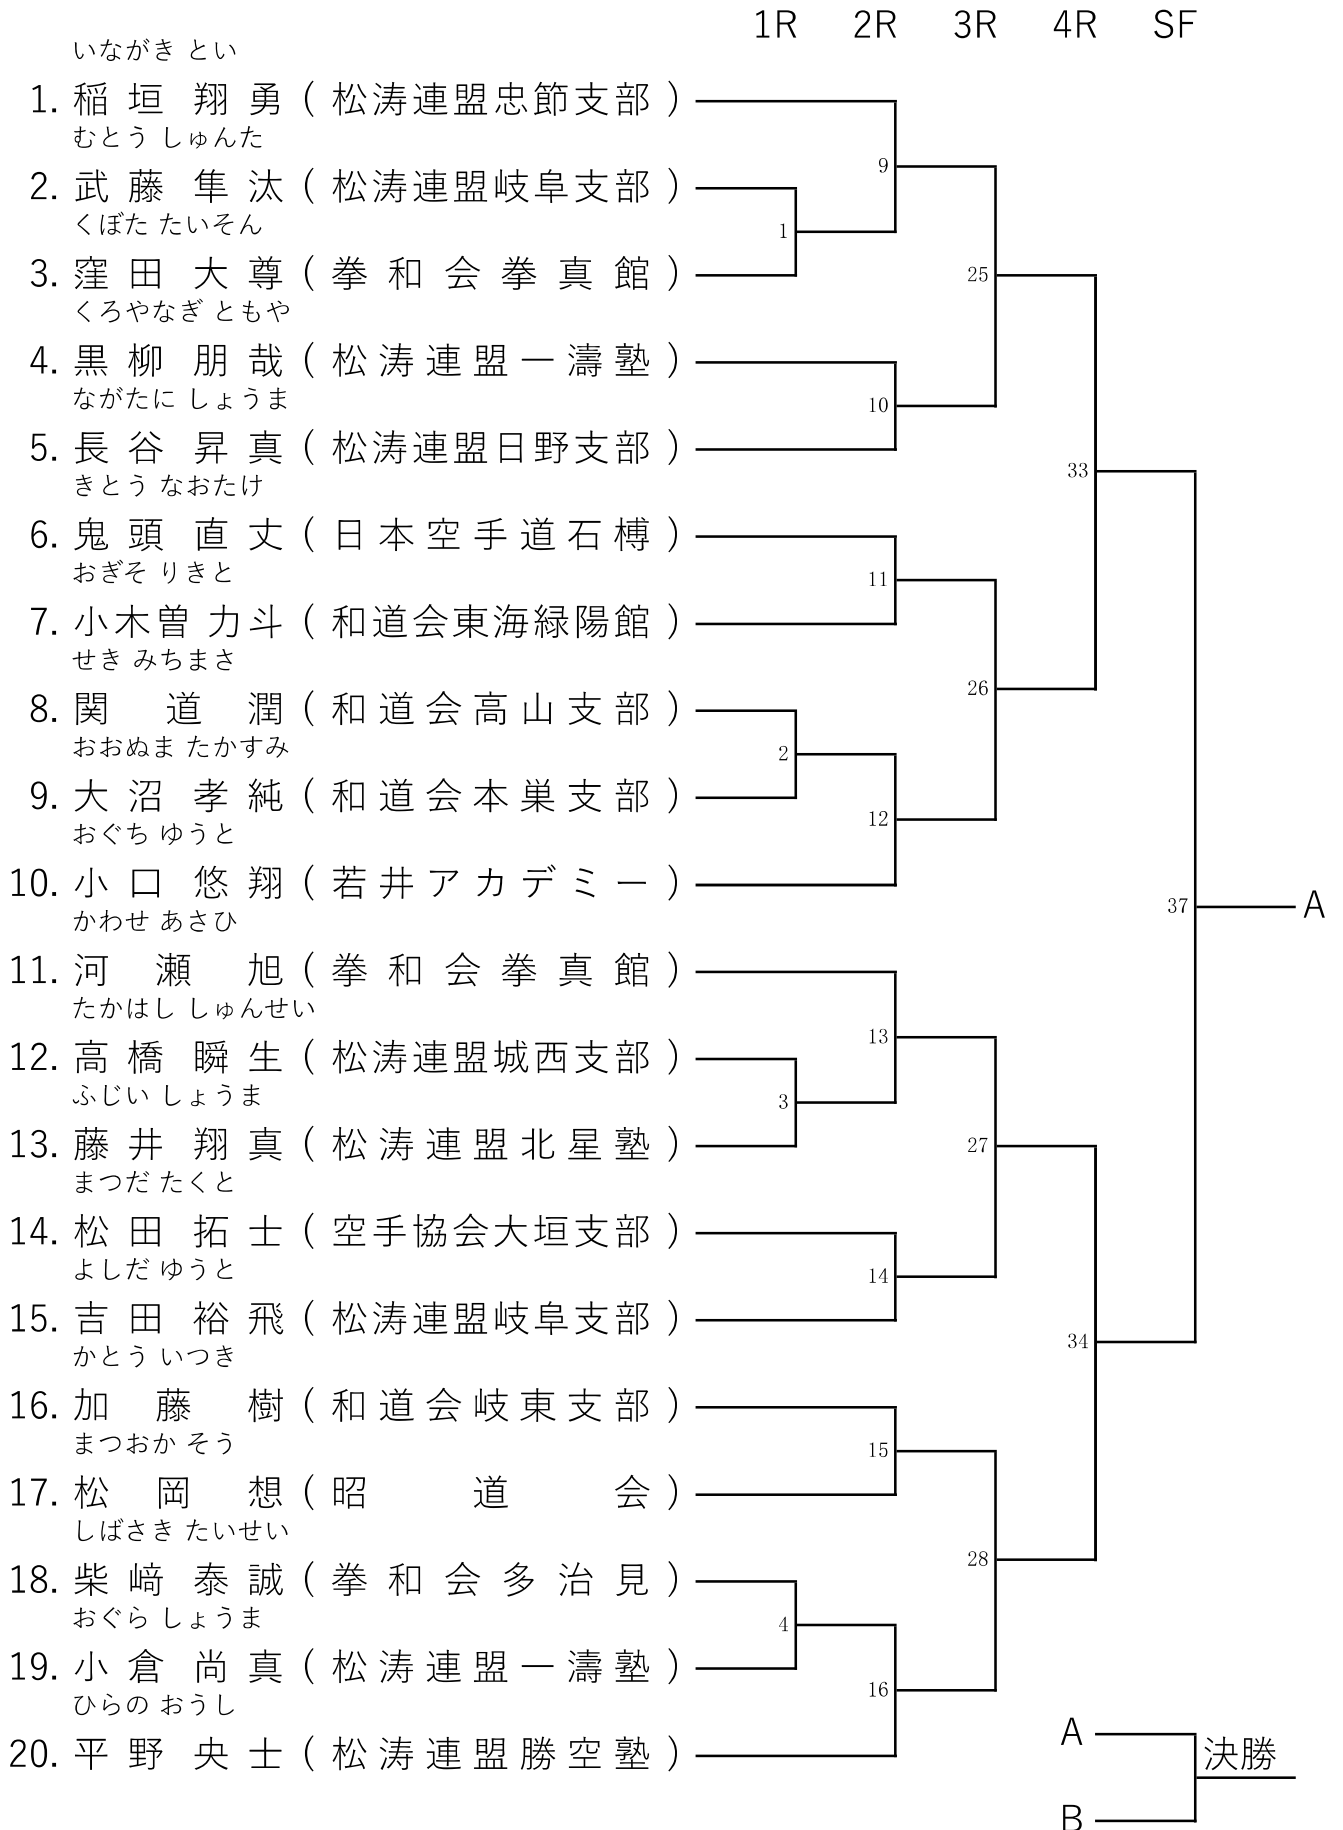 1R 2R 3R 4R SF
いながき とい
1. 稲垣 翔勇 (松涛連盟忠節支部)
むとう しゅんた
2. 武藤 隼汰 (松涛連盟岐阜支部)
くぼた たいそん
3. 窪田 大尊 (拳和会拳真館)
くろやなぎ ともや
4. 黒柳 朋哉 (松涛連盟一濤塾)
ながたに しょうま
5. 長谷 昇真 (松涛連盟日野支部)
きとう なおたけ
6. 鬼頭 直丈 (日本空手道石榑)
おぎそ りきと
7. 小木曽 力斗 (和道会東海緑陽館)
せき みちまさ
8. 関 道潤 (和道会高山支部)
おおぬま たかすみ
9. 大沼 孝純 (和道会本巣支部)
おぐち ゆうと
10. 小口 悠翔 (若井アカデミー)
かわせ あさひ
11. 河瀬 旭 (拳和会拳真館)
たかはし しゅんせい
12. 高橋 瞬生 (松涛連盟城西支部)
ふじい しょうま
13. 藤井 翔真 (松涛連盟北星塾)
まつだ たくと
14. 松田 拓士 (空手協会大垣支部)
よしだ ゆうと
15. 吉田 裕飛 (松涛連盟岐阜支部)
かとう いつき
16. 加藤 樹 (和道会岐東支部)
まつおか そう
17. 松岡 想 (昭道会)
しばさき たいせい
18. 柴﨑 泰誠 (拳和会多治見)
おぐら しょうま
19. 小倉 尚真 (松涛連盟一濤塾)
ひらの おうし
20. 平野 央士 (松涛連盟勝空塾)
1
2
3
4
9
10
11
12
13
14
15
16
25
26
27
28
33
34
37
A
A
決勝
B